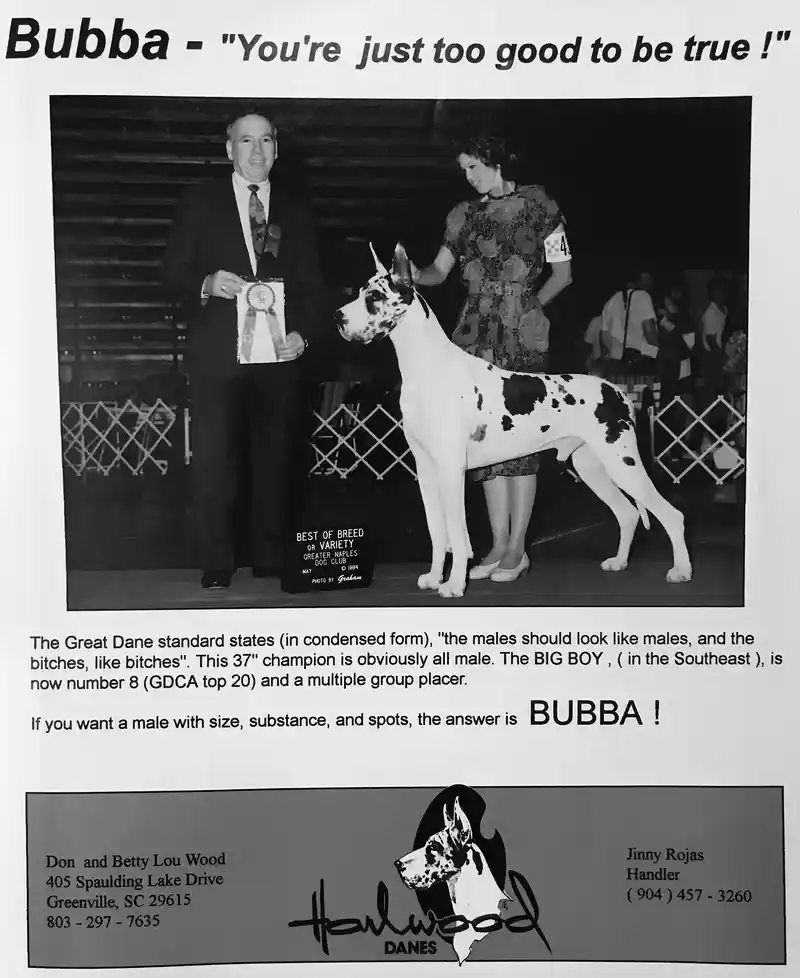 Bubba - "You're just too good to be true !"
4
BEST OF BREED
OR VARIETY
GREATER NAPLES
DOG CLUB
MAY © 1994
PHOTO BY Graham
The Great Dane standard states (in condensed form), "the males should look like males, and the
bitches, like bitches". This 37" champion is obviously all male. The BIG BOY , ( in the Southeast ), is
now number 8 (GDCA top 20) and a multiple group placer.
If you want a male with size, substance, and spots, the answer is BUBBA !
Don and Betty Lou Wood
405 Spaulding Lake Drive
Greenville, SC 29615
803 - 297 - 7635
Harlwood
DANES
Jinny Rojas
Handler
( 904 ) 457 - 3260